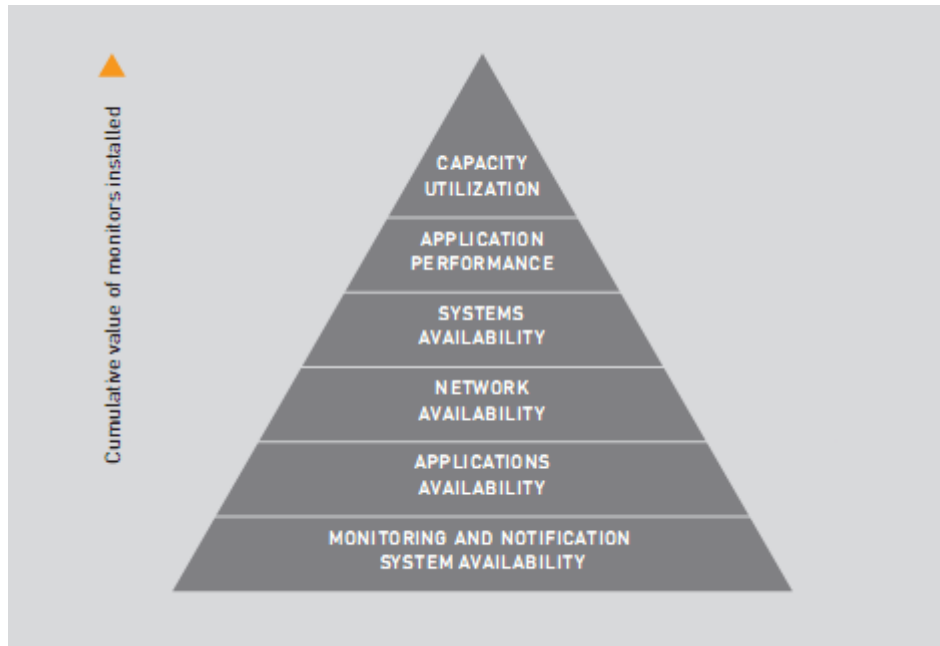 Cumulative value of monitors installed
CAPACITY
UTILIZATION
APPLICATION
PERFORMANCE
SYSTEMS
AVAILABILITY
NETWORK
AVAILABILITY
APPLICATIONS
AVAILABILITY
MONITORING AND NOTIFICATION
SYSTEM AVAILABILITY